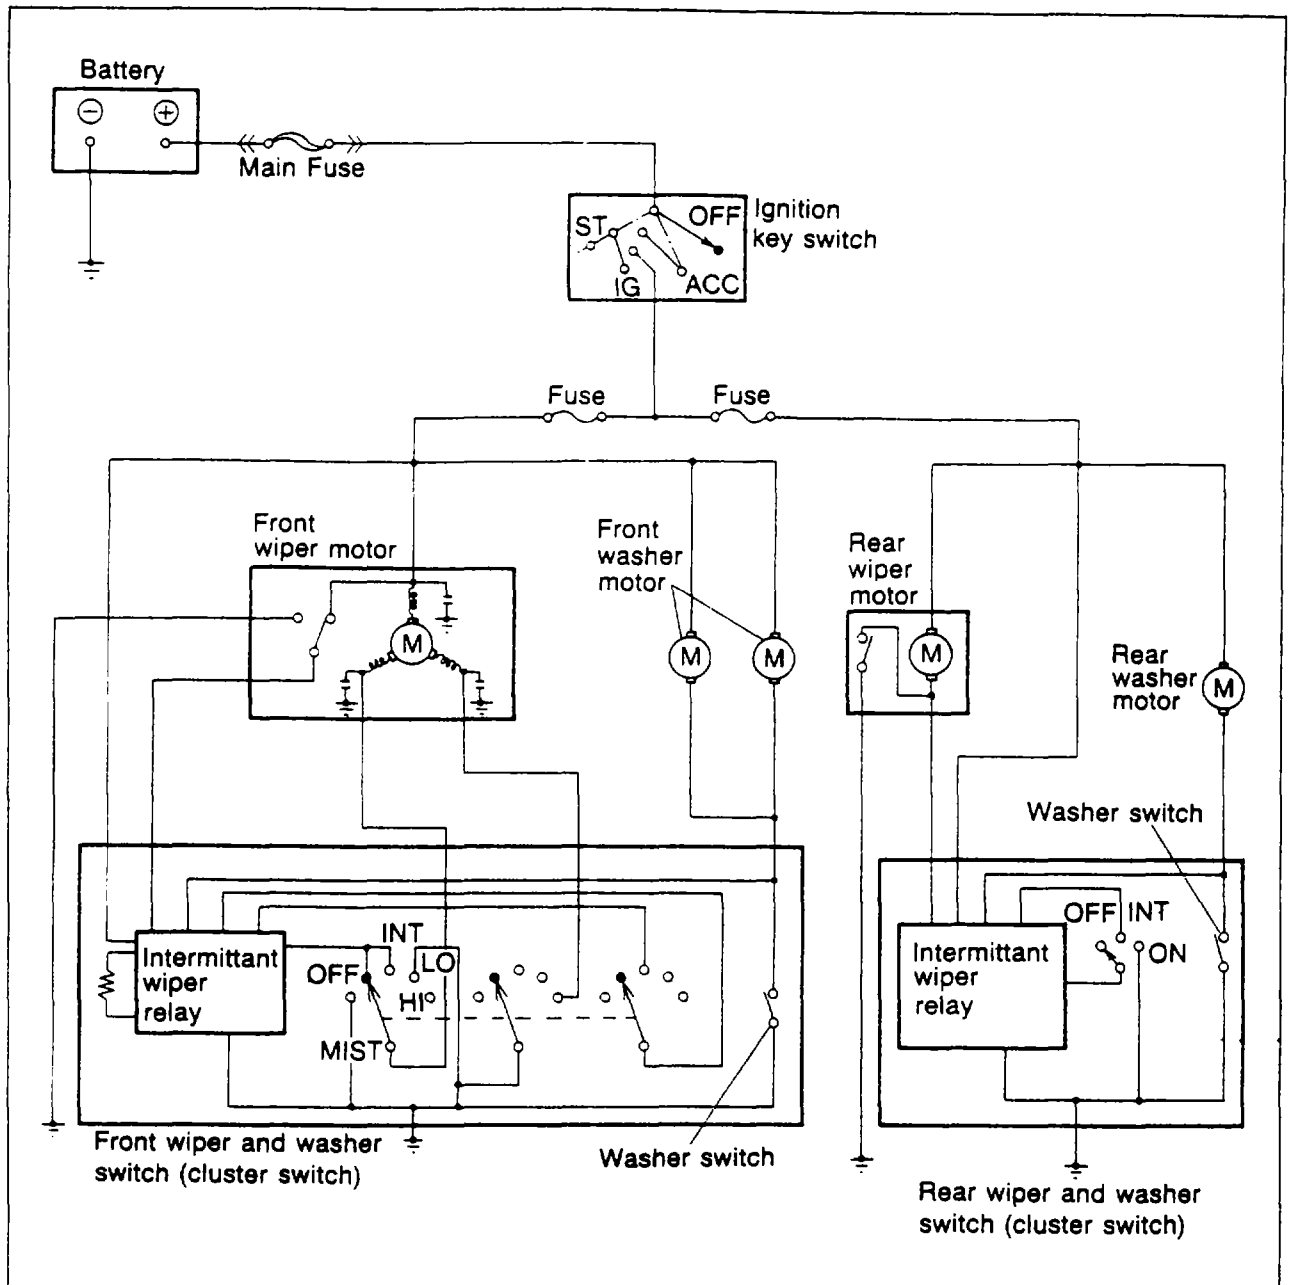 Battery
⊖ ⊕
Main Fuse
ST
OFF
Ignition
key switch
IG
ACC
Fuse
Fuse
Front
wiper motor
Front
washer
motor
Rear
wiper
motor
M
M
M
M
Rear
washer
motor
M
Washer switch
Intermittant
wiper
relay
INT
OFF
LO
HI
MIST
OFF
INT
ON
Intermittant
wiper
relay
Front wiper and washer
switch (cluster switch)
Washer switch
Rear wiper and washer
switch (cluster switch)